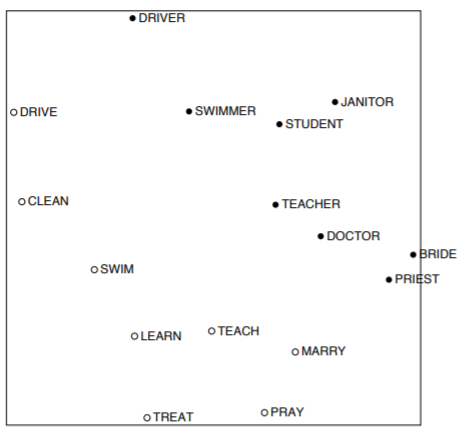 DRIVER
JANITOR
DRIVE
SWIMMER
STUDENT
CLEAN
TEACHER
DOCTOR
BRIDE
SWIM
PRIEST
TEACH
LEARN
MARRY
PRAY
TREAT